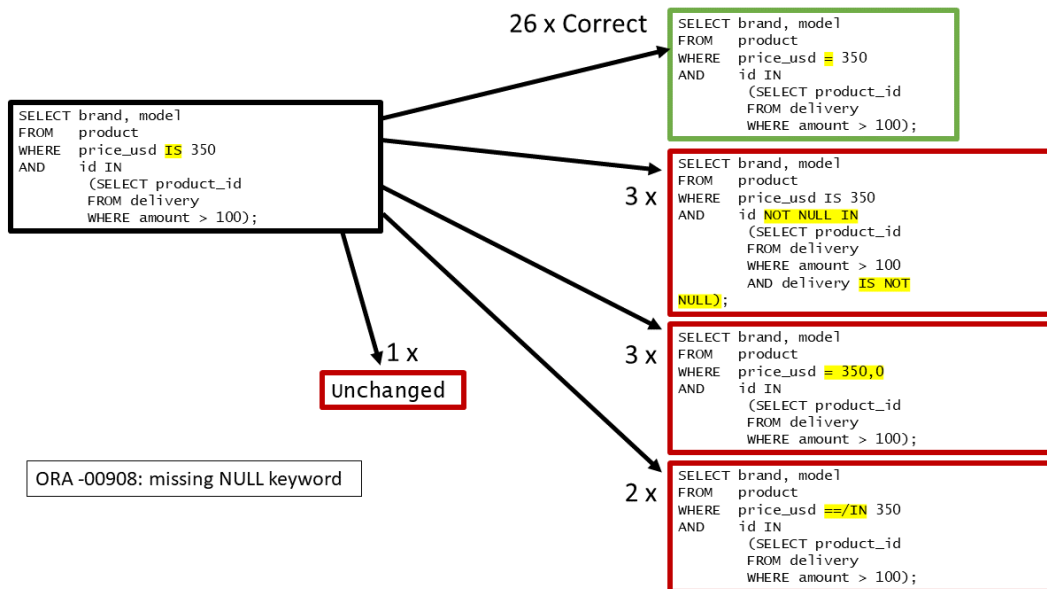 26 x Correct
SELECT brand, model
FROM   product
WHERE  price_usd = 350
AND    id IN
        (SELECT product_id
        FROM delivery
        WHERE amount > 100);
SELECT brand, model
FROM   product
WHERE  price_usd IS 350
AND    id IN
        (SELECT product_id
        FROM delivery
        WHERE amount > 100);
3 x
SELECT brand, model
FROM   product
WHERE  price_usd IS 350
AND    id NOT NULL IN
        (SELECT product_id
        FROM delivery
        WHERE amount > 100
        AND delivery IS NOT
NULL);
3 x
SELECT brand, model
FROM   product
WHERE  price_usd = 350,0
AND    id IN
        (SELECT product_id
        FROM delivery
        WHERE amount > 100);
1 x
Unchanged
2 x
SELECT brand, model
FROM   product
WHERE  price_usd ==/IN 350
AND    id IN
        (SELECT product_id
        FROM delivery
        WHERE amount > 100);
ORA -00908: missing NULL keyword